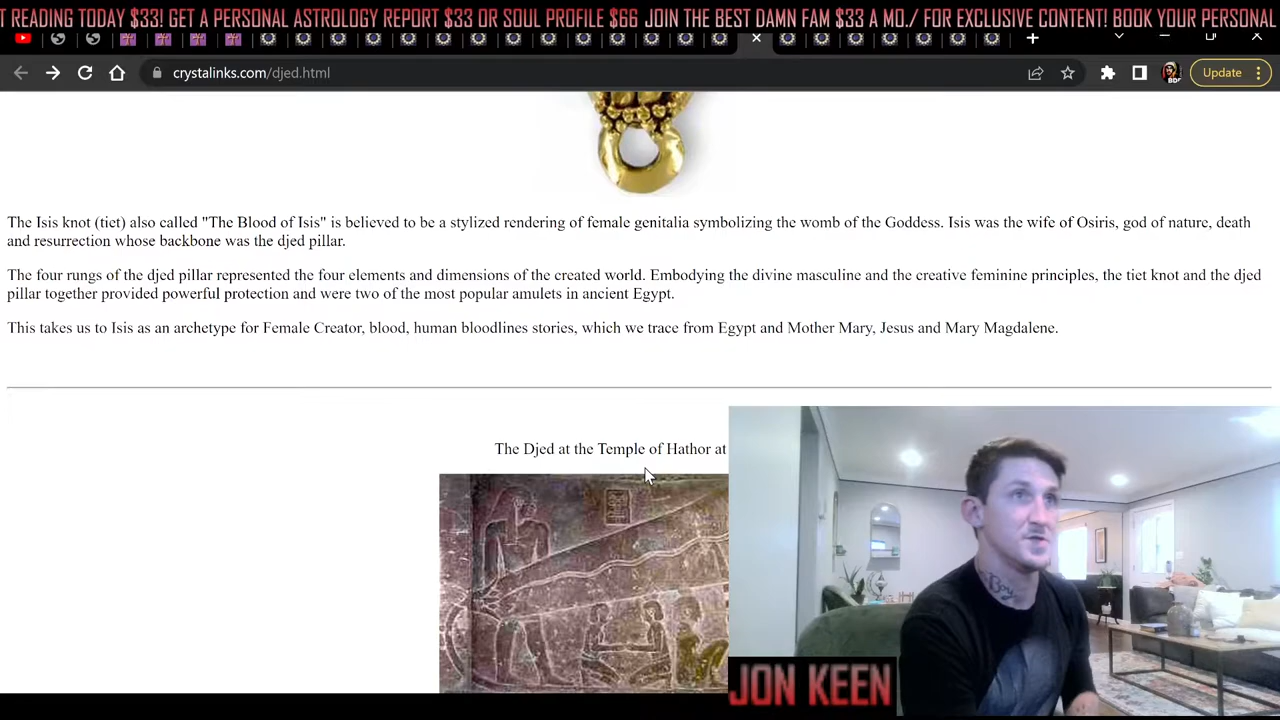 T READING TODAY $33! GET A PERSONAL ASTROLOGY REPORT $33 OR SOUL PROFILE $66 JOIN THE BEST DAMN FAM $33 A MO./ FOR EXCLUSIVE CONTENT! BOOK YOUR PERSONAL
crystalinks.com/djed.html
Update
The Isis knot (tiet) also called "The Blood of Isis" is believed to be a stylized rendering of female genitalia symbolizing the womb of the Goddess. Isis was the wife of Osiris, god of nature, death
and resurrection whose backbone was the djed pillar.
The four rungs of the djed pillar represented the four elements and dimensions of the created world. Embodying the divine masculine and the creative feminine principles, the tiet knot and the djed
pillar together provided powerful protection and were two of the most popular amulets in ancient Egypt.
This takes us to Isis as an archetype for Female Creator, blood, human bloodlines stories, which we trace from Egypt and Mother Mary, Jesus and Mary Magdalene.
The Djed at the Temple of Hathor at
Boy
JON KEEN